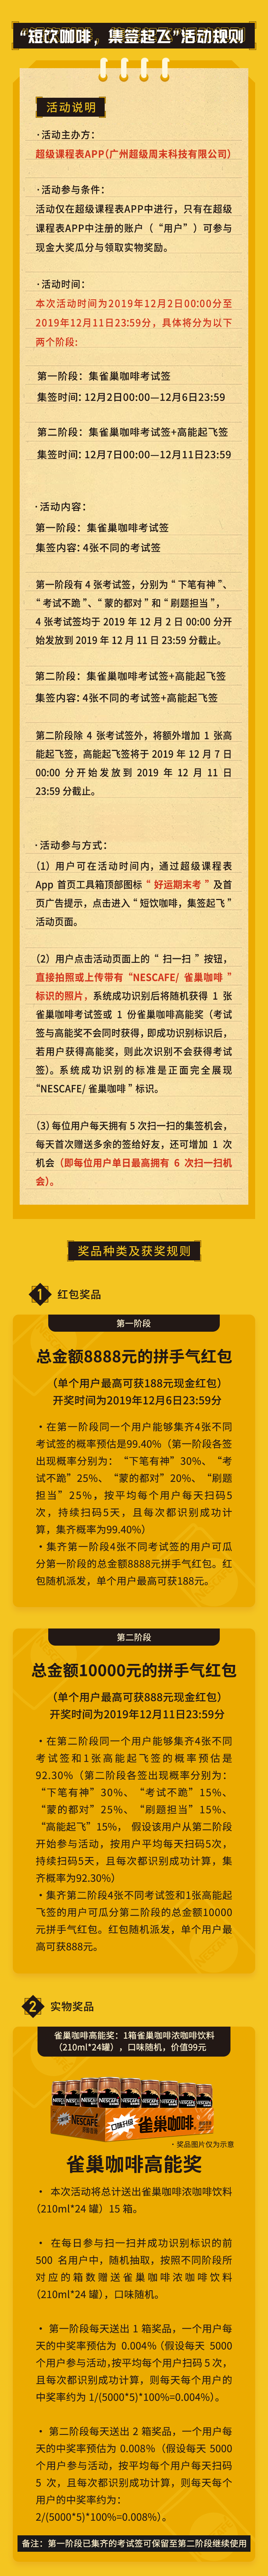 “短饮咖啡，集签起飞”活动规则
活动说明
·活动主办方：
超级课程表APP（广州超级周末科技有限公司）
·活动参与条件：
活动仅在超级课程表APP中进行，只有在超级
课程表APP中注册的账户（“用户”）可参与
现金大奖瓜分与领取实物奖励。
·活动时间：
本次活动时间为2019年12月2日00:00分至
2019年12月11日23:59分，具体将分为以下
两个阶段：
第一阶段：集雀巢咖啡考试签
集签时间：12月2日00:00—12月6日23:59
第二阶段：集雀巢咖啡考试签+高能起飞签
集签时间：12月7日00:00—12月11日23:59
·活动内容：
第一阶段：集雀巢咖啡考试签
集签内容：4张不同的考试签
第一阶段有 4 张考试签，分别为 “ 下笔有神 ”、
“ 考试不跪 ”、“ 蒙的都对 ” 和 “ 刷题担当 ”，
4 张考试签均于 2019 年 12 月 2 日 00:00 分开
始发放到 2019 年 12 月 11 日 23:59 分截止。
第二阶段：集雀巢咖啡考试签+高能起飞签
集签内容：4张不同的考试签+高能起飞签
第二阶段除 4 张考试签外，将额外增加 1 张高
能起飞签，高能起飞签将于 2019 年 12 月 7 日
00:00 分开始发放到 2019 年 12 月 11 日
23:59 分截止。
·活动参与方式：
（1）用户可在活动时间内，通过超级课程表
App 首页工具箱顶部图标 “ 好运期末考 ” 及首
页广告提示，点击进入 “ 短饮咖啡，集签起飞 ”
活动页面。
（2）用户点击活动页面上的 “ 扫一扫 ” 按钮，
直接拍照或上传带有 “NESCAFE/ 雀巢咖啡 ”
标识的照片，系统成功识别后将随机获得 1 张
雀巢咖啡考试签或 1 份雀巢咖啡高能奖（考试
签与高能奖不会同时获得，即成功识别标识后，
若用户获得高能奖，则此次识别不会获得考试
签）。系统成功识别的标准是正面完全展现
“NESCAFE/ 雀巢咖啡 ” 标识。
（3）每位用户每天拥有 5 次扫一扫的集签机会，
每天首次赠送多余的签给好友，还可增加 1 次
机会（即每位用户单日最高拥有 6 次扫一扫机
会）。
奖品种类及获奖规则
1 红包奖品
第一阶段
总金额8888元的拼手气红包
（单个用户最高可获188元现金红包）
开奖时间为2019年12月6日23:59分
·在第一阶段同一个用户能够集齐4张不同
考试签的概率预估是99.40%（第一阶段各签
出现概率分别为：“下笔有神”30%、“考
试不跪”25%、“蒙的都对”20%、“刷题
担当”25%，按平均每个用户每天扫码5
次，持续扫码5天，且每次都识别成功计
算，集齐概率为99.40%）
·集齐第一阶段4张不同考试签的用户可瓜
分第一阶段的总金额8888元拼手气红包。红
包随机派发，单个用户最高可获188元。
第二阶段
总金额10000元的拼手气红包
（单个用户最高可获888元现金红包）
开奖时间为2019年12月11日23:59分
·在第二阶段同一个用户能够集齐4张不同
考试签和1张高能起飞签的概率预估是
92.30%（第二阶段各签出现概率分别为：
“下笔有神”30%、“考试不跪”15%、
“蒙的都对”25%、“刷题担当”15%、
“高能起飞”15%，假设该用户从第二阶段
开始参与活动，按用户平均每天扫码5次，
持续扫码5天，且每次都识别成功计算，集
齐概率为92.30%）
·集齐第二阶段4张不同考试签和1张高能起
飞签的用户可瓜分第二阶段的总金额10000
元拼手气红包。红包随机派发，单个用户最
高可获888元。
2 实物奖品
雀巢咖啡高能奖：1箱雀巢咖啡浓咖啡饮料
（210ml*24罐），口味随机，价值99元
NESCAFÉ
雀巢咖啡
·奖品图片仅为示意
雀巢咖啡高能奖
· 本次活动将总计送出雀巢咖啡浓咖啡饮料
（210ml*24 罐）15 箱。
· 在每日参与扫一扫并成功识别标识的前
500 名用户中，随机抽取，按照不同阶段所
对应的箱数赠送雀巢咖啡浓咖啡饮料
（210ml*24 罐），口味随机。
· 第一阶段每天送出 1 箱奖品，一个用户每
天的中奖率预估为 0.004%（假设每天 5000
个用户参与活动，按平均每个用户扫码 5 次，
且每次都识别成功计算，则每天每个用户的
中奖率约为 1/(5000*5)*100%=0.004%）。
· 第二阶段每天送出 2 箱奖品，一个用户每
天的中奖率预估为 0.008%（假设每天 5000
个用户参与活动，按平均每个用户每天扫码
5 次，且每次都识别成功计算，则每天每个
用户的中奖率约为：
2/(5000*5)*100%=0.008%）。
备注：第一阶段已集齐的考试签可保留至第二阶段继续使用